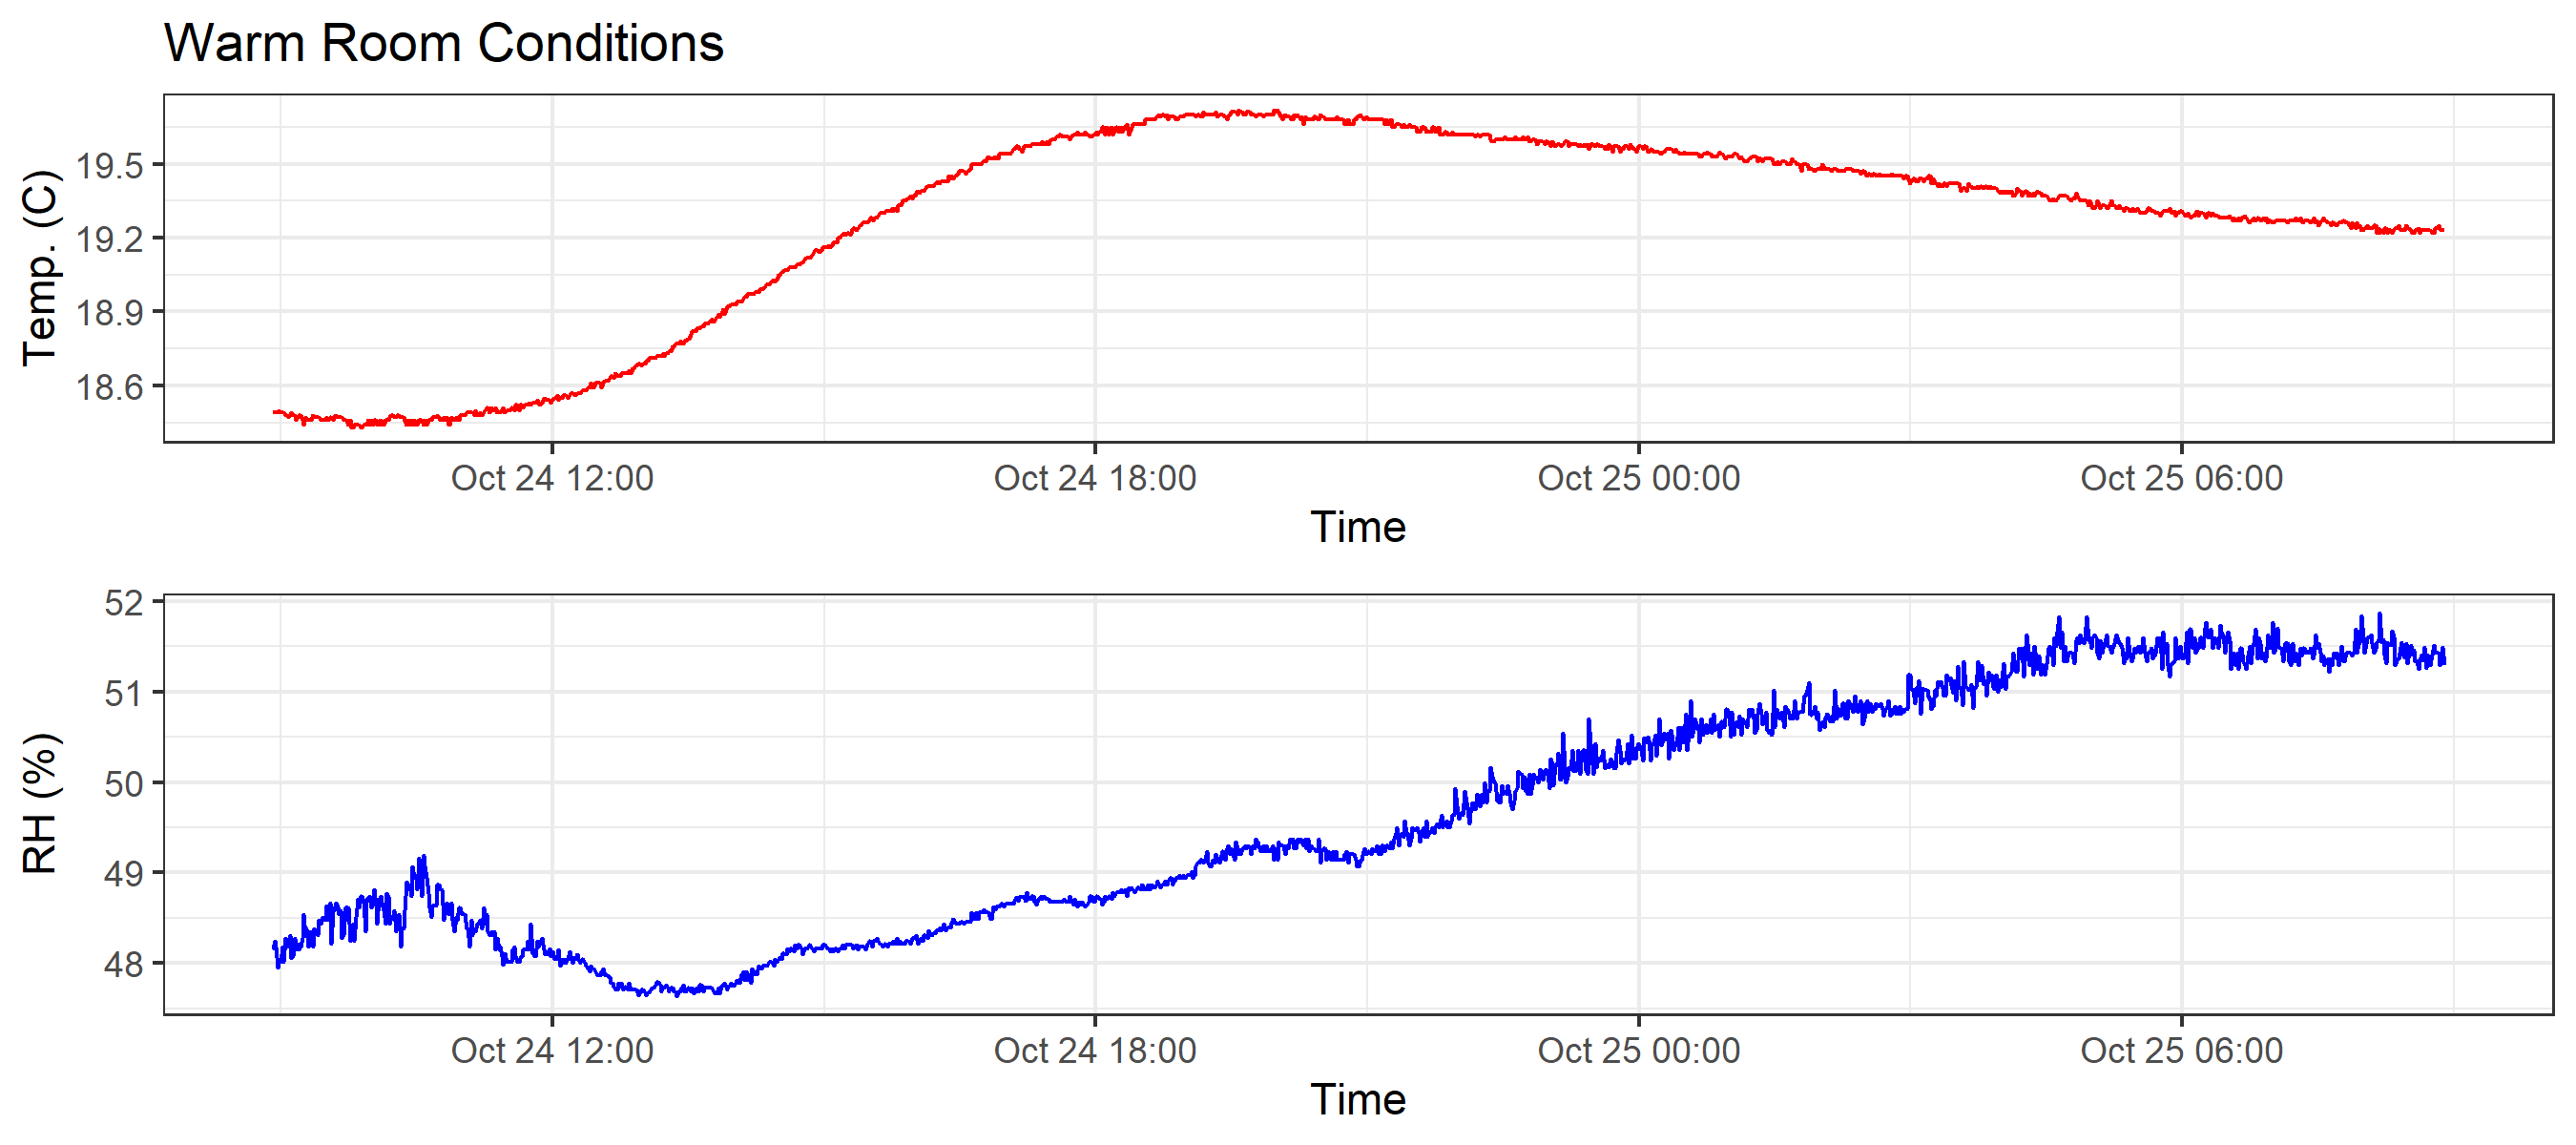 Warm Room Conditions
Temp. (C)
19.5
19.2
18.9
18.6
Oct 24 12:00 Oct 24 18:00 Oct 25 00:00 Oct 25 06:00
Time
RH (%)
52
51
50
49
48
Oct 24 12:00 Oct 24 18:00 Oct 25 00:00 Oct 25 06:00
Time